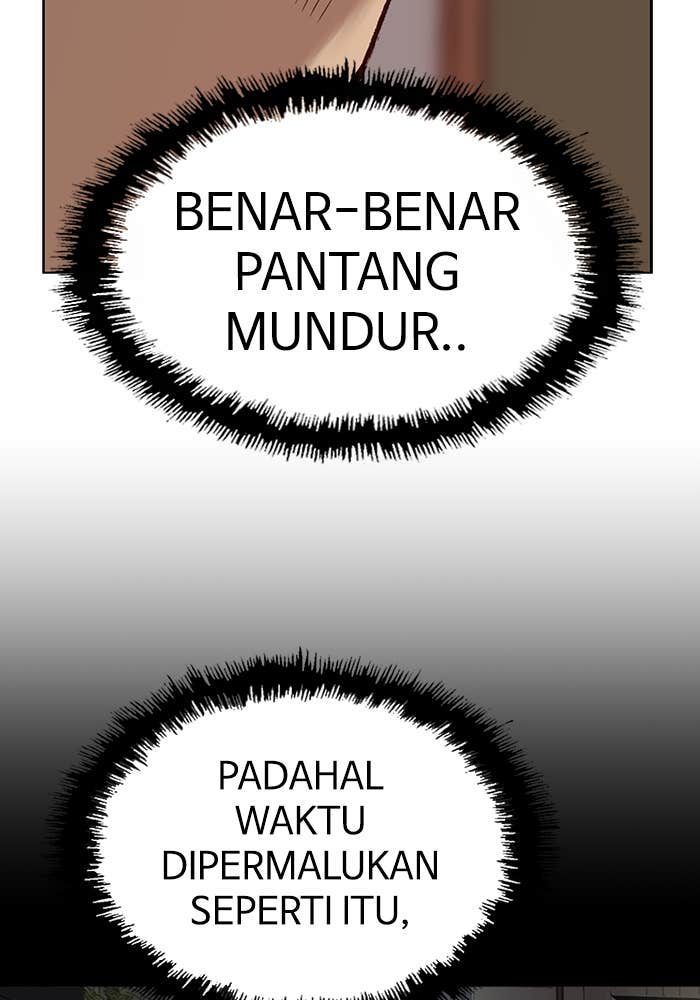 BENAR-BENAR
PANTANG
MUNDUR..
PADAHAL
WAKTU
DIPERMALUKAN
SEPERTI ITU,